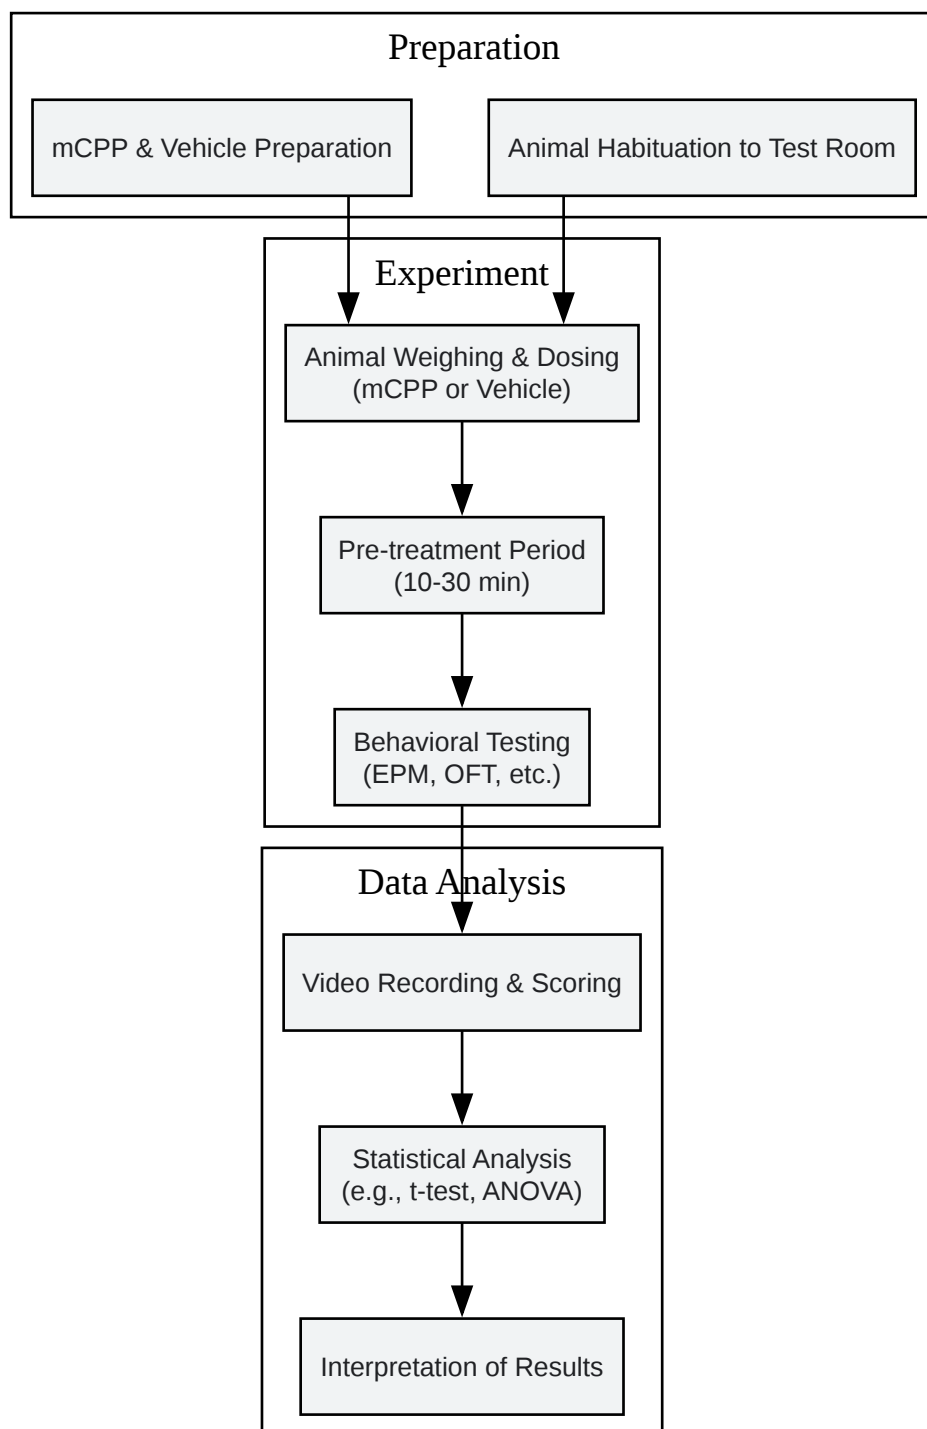 Preparation
mCPP & Vehicle Preparation
Animal Habituation to Test Room
Experiment
Animal Weighing & Dosing
(mCPP or Vehicle)
Pre-treatment Period
(10-30 min)
Behavioral Testing
(EPM, OFT, etc.)
Data Analysis
Video Recording & Scoring
Statistical Analysis
(e.g., t-test, ANOVA)
Interpretation of Results